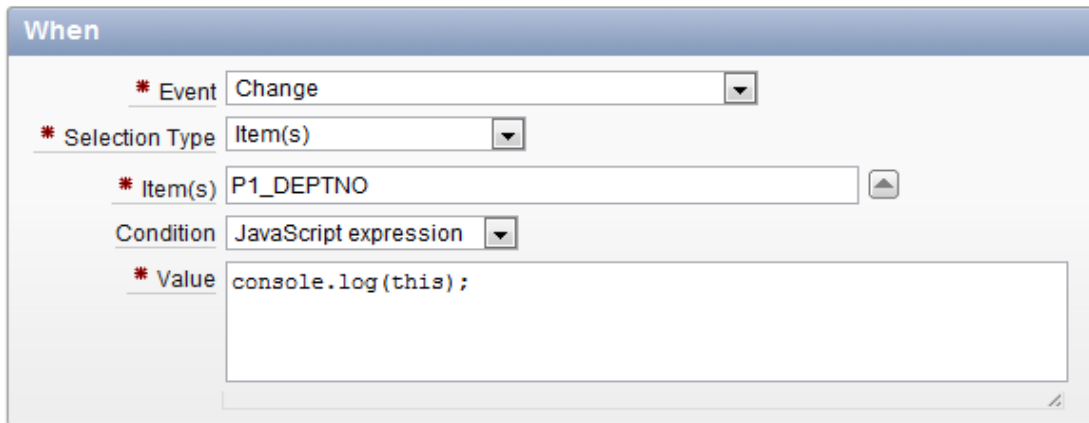 When
* Event Change
* Selection Type Item(s)
* Item(s) P1_DEPTNO
Condition JavaScript expression
* Value console.log(this);